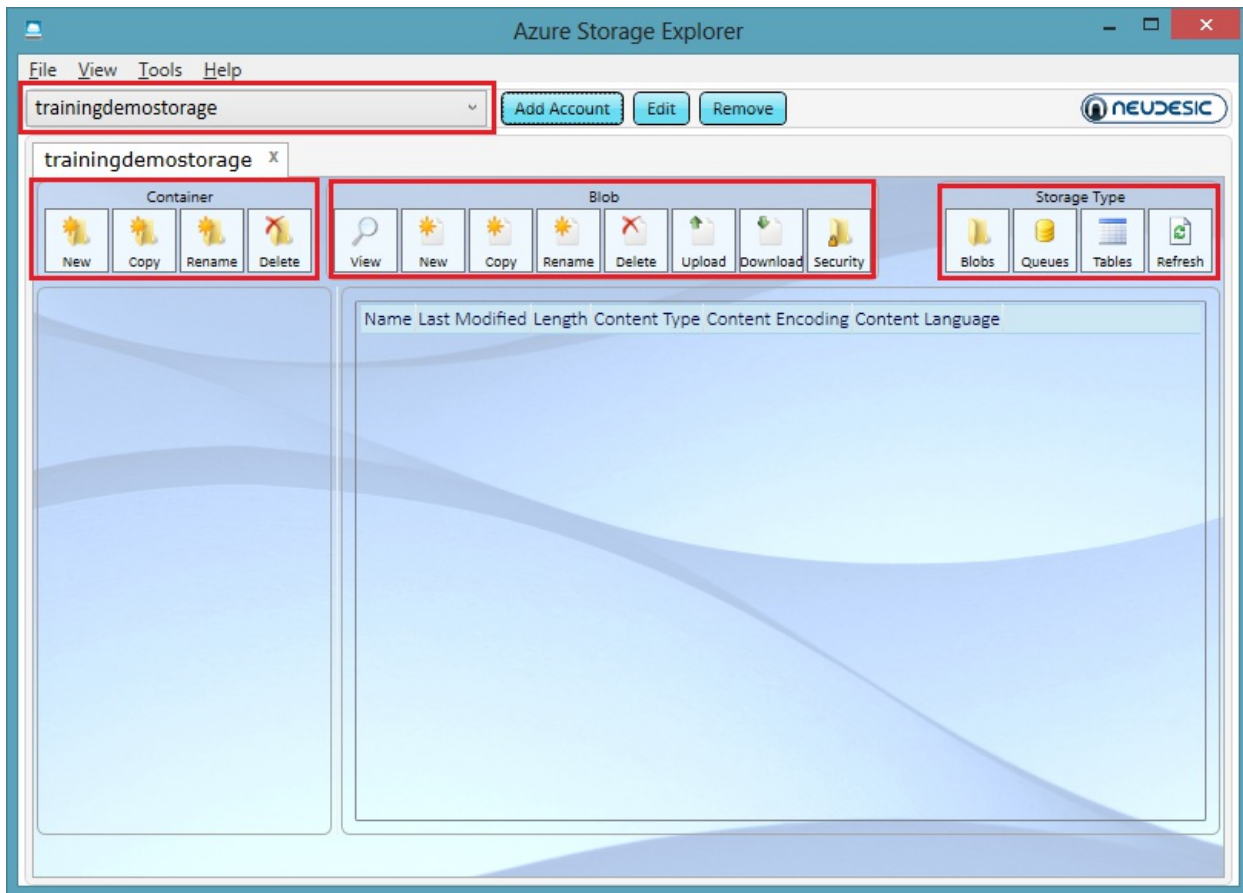 Azure Storage Explorer
File View Tools Help
trainingdemostorage Add Account Edit Remove NEUDESIC
trainingdemostorage x
Container Blob Storage Type
New Copy Rename Delete View New Copy Rename Delete Upload Download Security Blobs Queues Tables Refresh
Name Last Modified Length Content Type Content Encoding Content Language